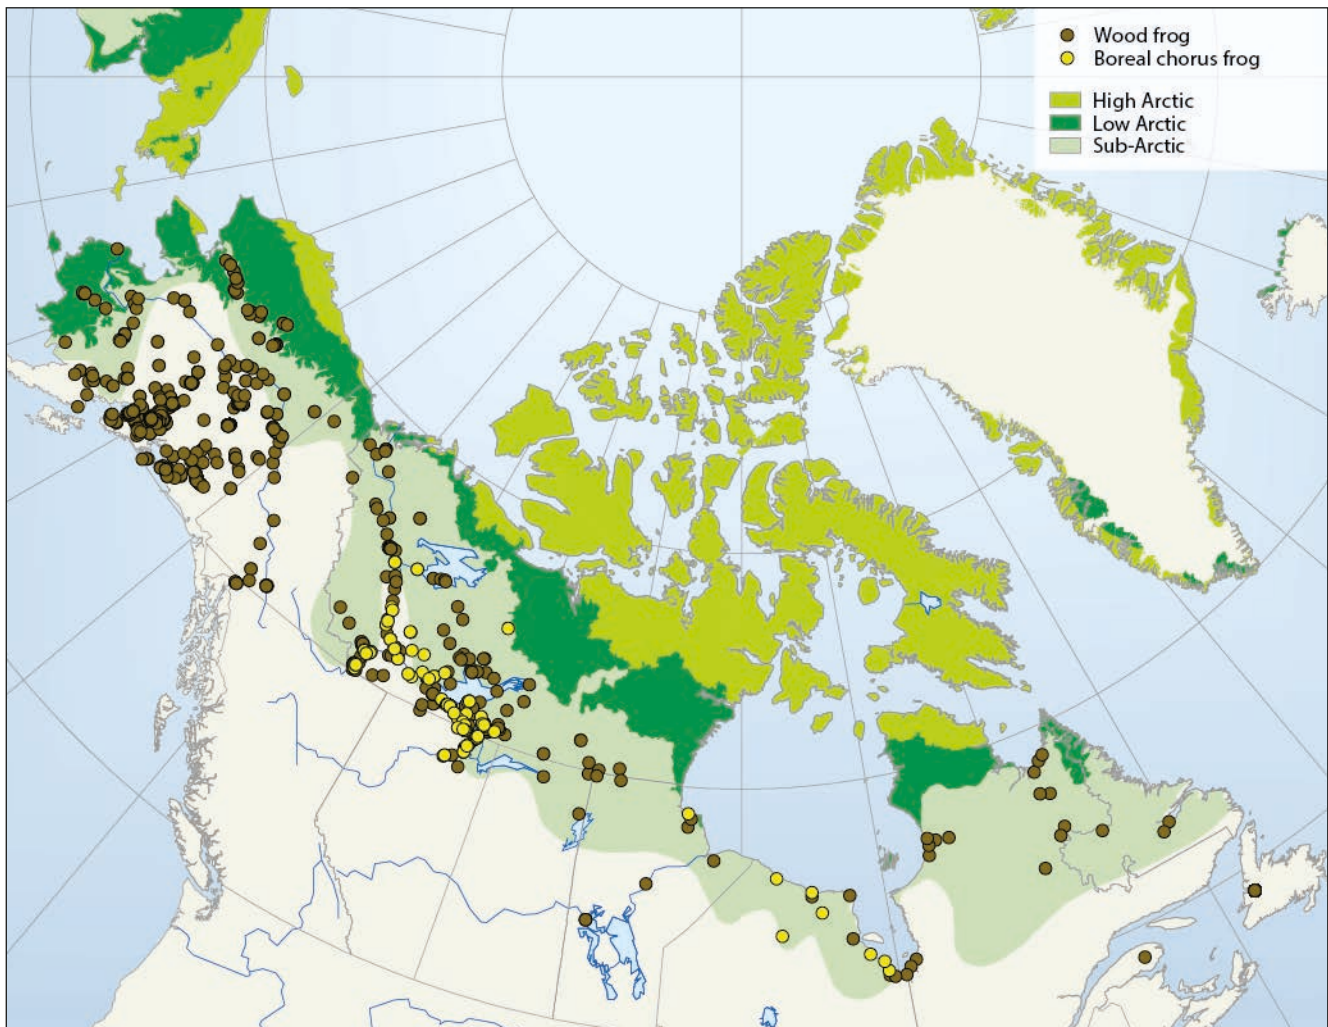 Wood frog
Boreal chorus frog
High Arctic
Low Arctic
Sub-Arctic